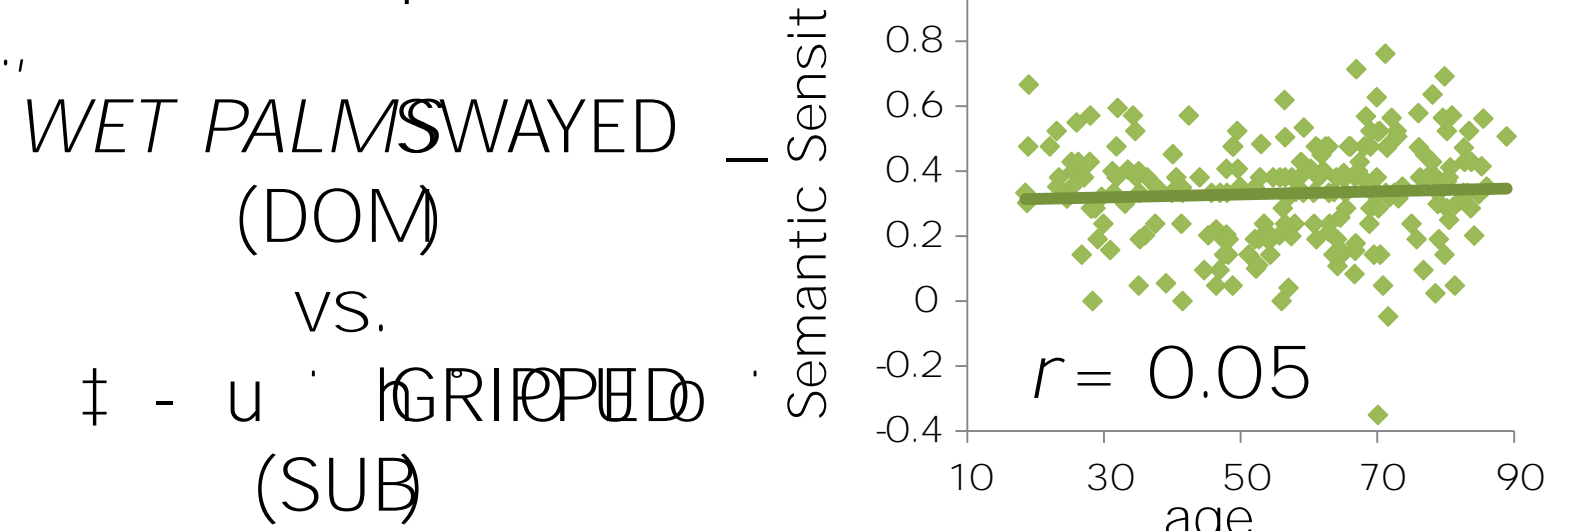 WET PALMS SWAYED _
(DOM)
vs.
GRIPPED
(SUB)
Semantic Sensit
0.8
0.6
0.4
0.2
0
-0.2
-0.4
r = 0.05
10 30 50 70 90
age